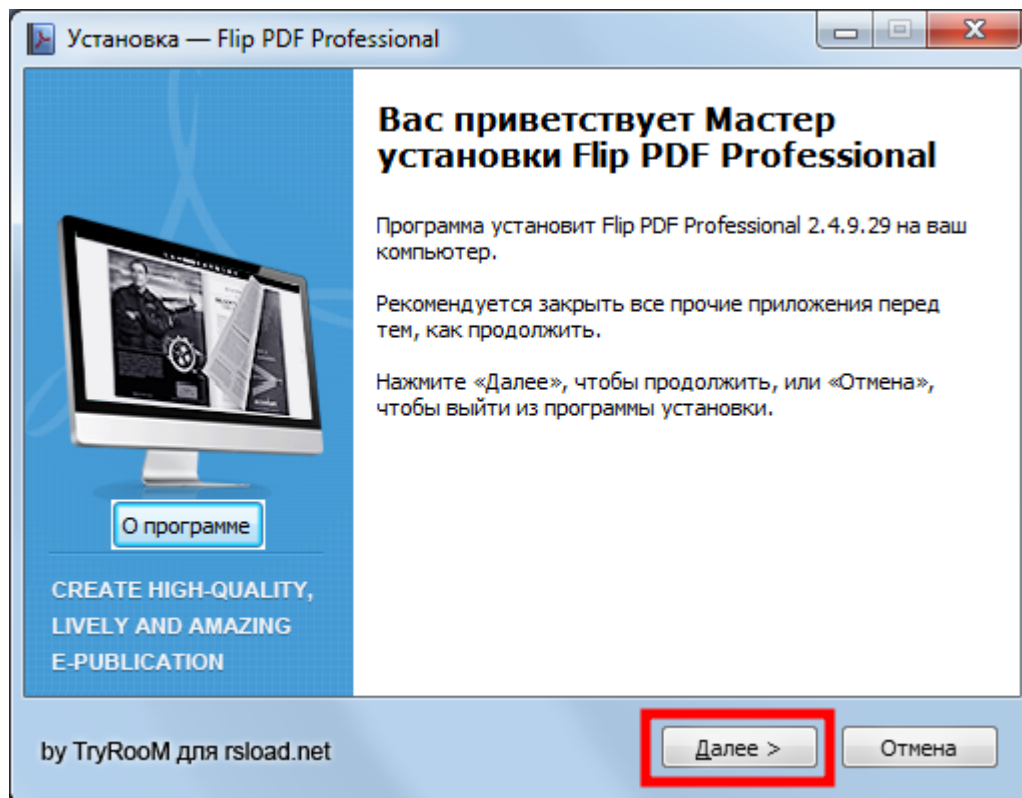 Установка — Flip PDF Professional
Вас приветствует Мастер
установки Flip PDF Professional
Программа установит Flip PDF Professional 2.4.9.29 на ваш
компьютер.
Рекомендуется закрыть все прочие приложения перед
тем, как продолжить.
Нажмите «Далее», чтобы продолжить, или «Отмена»,
чтобы выйти из программы установки.
О программе
CREATE HIGH-QUALITY,
LIVELY AND AMAZING
E-PUBLICATION
by TryRooM для rsload.net
Далее >
Отмена